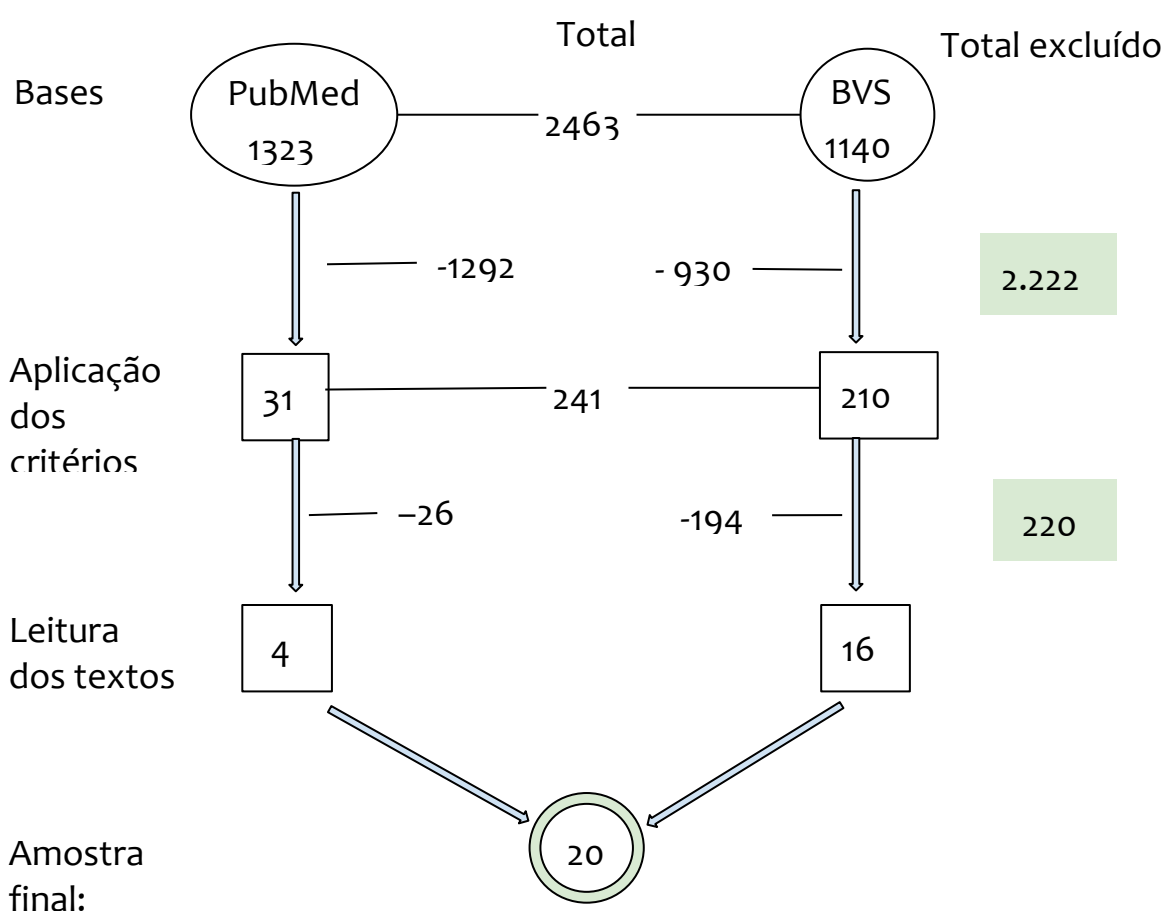 Total
Total excluído
Bases
PubMed
1323
2463
BVS
1140
-1292
- 930
2.222
Aplicação
dos
critérios
31
241
210
–26
-194
220
Leitura
dos textos
4
16
Amostra
final:
20